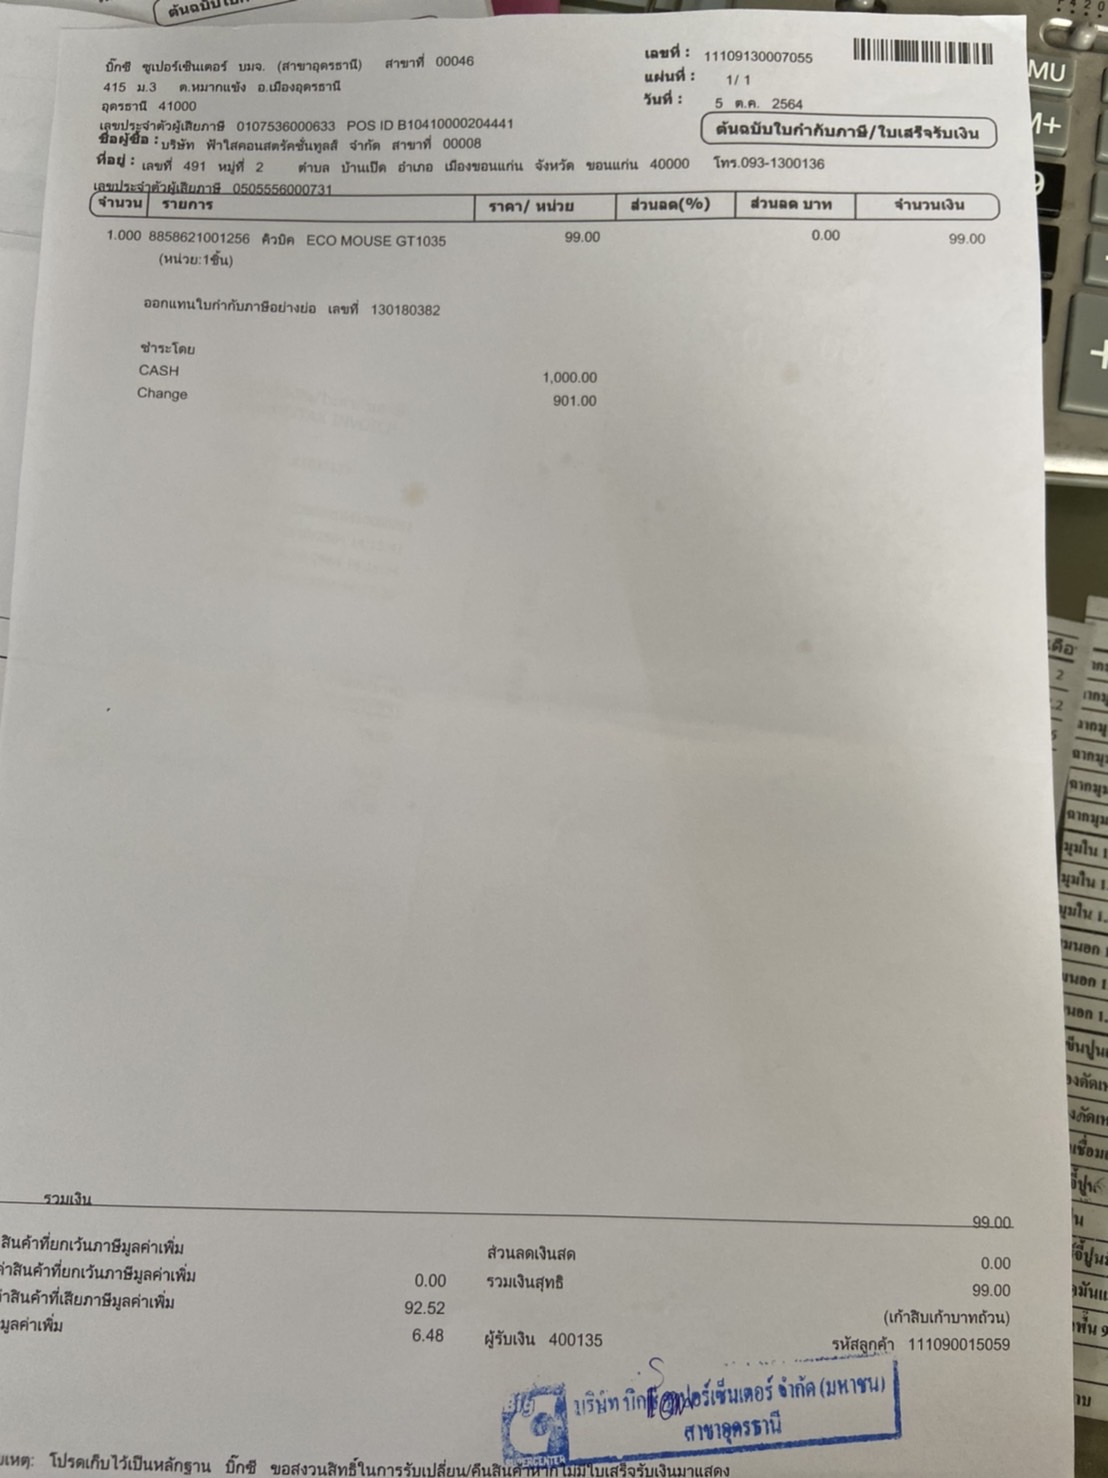 บิ๊กซี ซูเปอร์เซ็นเตอร์ บมจ. (สาขาอุดรธานี) สาขาที่ 00046
415 ม.3 ต.หมากแข้ง อ.เมืองอุดรธานี
อุดรธานี 41000
เลขประจำตัวผู้เสียภาษี 0107536000633 POS ID B10410000204441
เลขที่ : 11109130007055
แผ่นที่ : 1/ 1
วันที่ : 5 ต.ค. 2564
ต้นฉบับใบกำกับภาษี/ใบเสร็จรับเงิน
ชื่อผู้ซื้อ : บริษัท ฟ้าใสคอนสตรัคชั่นทูลส์ จำกัด สาขาที่ 00008
ที่อยู่ : เลขที่ 491 หมู่ที่ 2 ตำบล บ้านเป็ด อำเภอ เมืองขอนแก่น จังหวัด ขอนแก่น 40000 โทร.093-1300136
เลขประจำตัวผู้เสียภาษี 0505556000731
จำนวน รายการ ราคา/ หน่วย ส่วนลด(%) ส่วนลด บาท จำนวนเงิน
1.000 8858621001256 คิวบิค ECO MOUSE GT1035 99.00 0.00 99.00
(หน่วย:1ชิ้น)
ออกแทนใบกำกับภาษีอย่างย่อ เลขที่ 130180382
ชำระโดย
CASH 1,000.00
Change 901.00
รวมเงิน 99.00
สินค้าที่ยกเว้นภาษีมูลค่าเพิ่ม ส่วนลดเงินสด 0.00
ค่าสินค้าที่ยกเว้นภาษีมูลค่าเพิ่ม 0.00 รวมเงินสุทธิ 99.00
ค่าสินค้าที่เสียภาษีมูลค่าเพิ่ม 92.52 (เก้าสิบเก้าบาทถ้วน)
มูลค่าเพิ่ม 6.48 ผู้รับเงิน 400135 รหัสลูกค้า 111090015059
บริษัท บิ๊กซี ซูเปอร์เซ็นเตอร์ จำกัด (มหาชน)
สาขาอุดรธานี
ยเหตุ: โปรดเก็บไว้เป็นหลักฐาน บิ๊กซี ขอสงวนสิทธิ์ในการรับเปลี่ยน/คืนสินค้าหากไม่มีใบเสร็จรับเงินมาแสดง